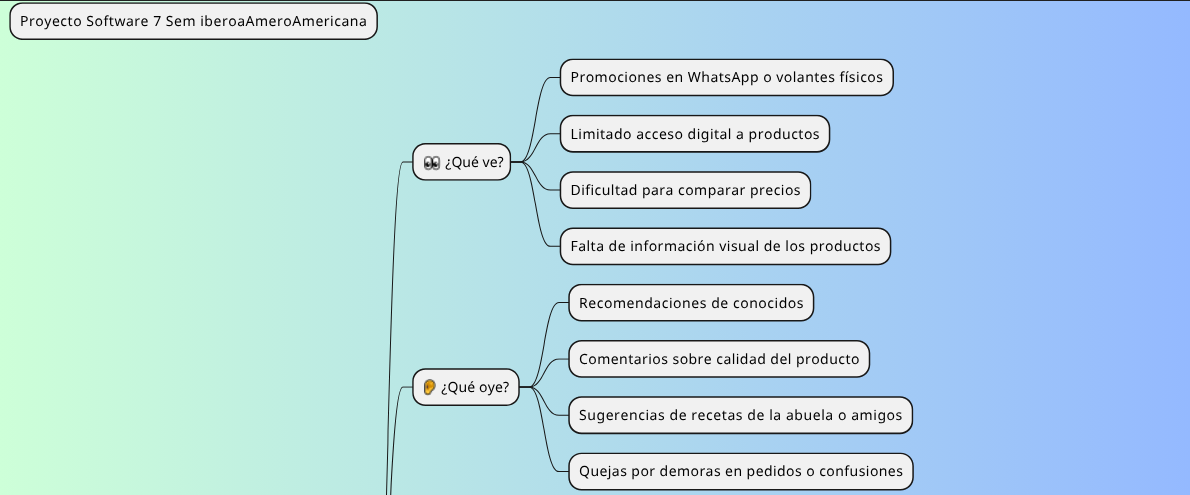 Proyecto Software 7 Sem iberoaAmeroAmericana
Promociones en WhatsApp o volantes físicos
Limitado acceso digital a productos
👀 ¿Qué ve?
Dificultad para comparar precios
Falta de información visual de los productos
Recomendaciones de conocidos
Comentarios sobre calidad del producto
👂 ¿Qué oye?
Sugerencias de recetas de la abuela o amigos
Quejas por demoras en pedidos o confusiones